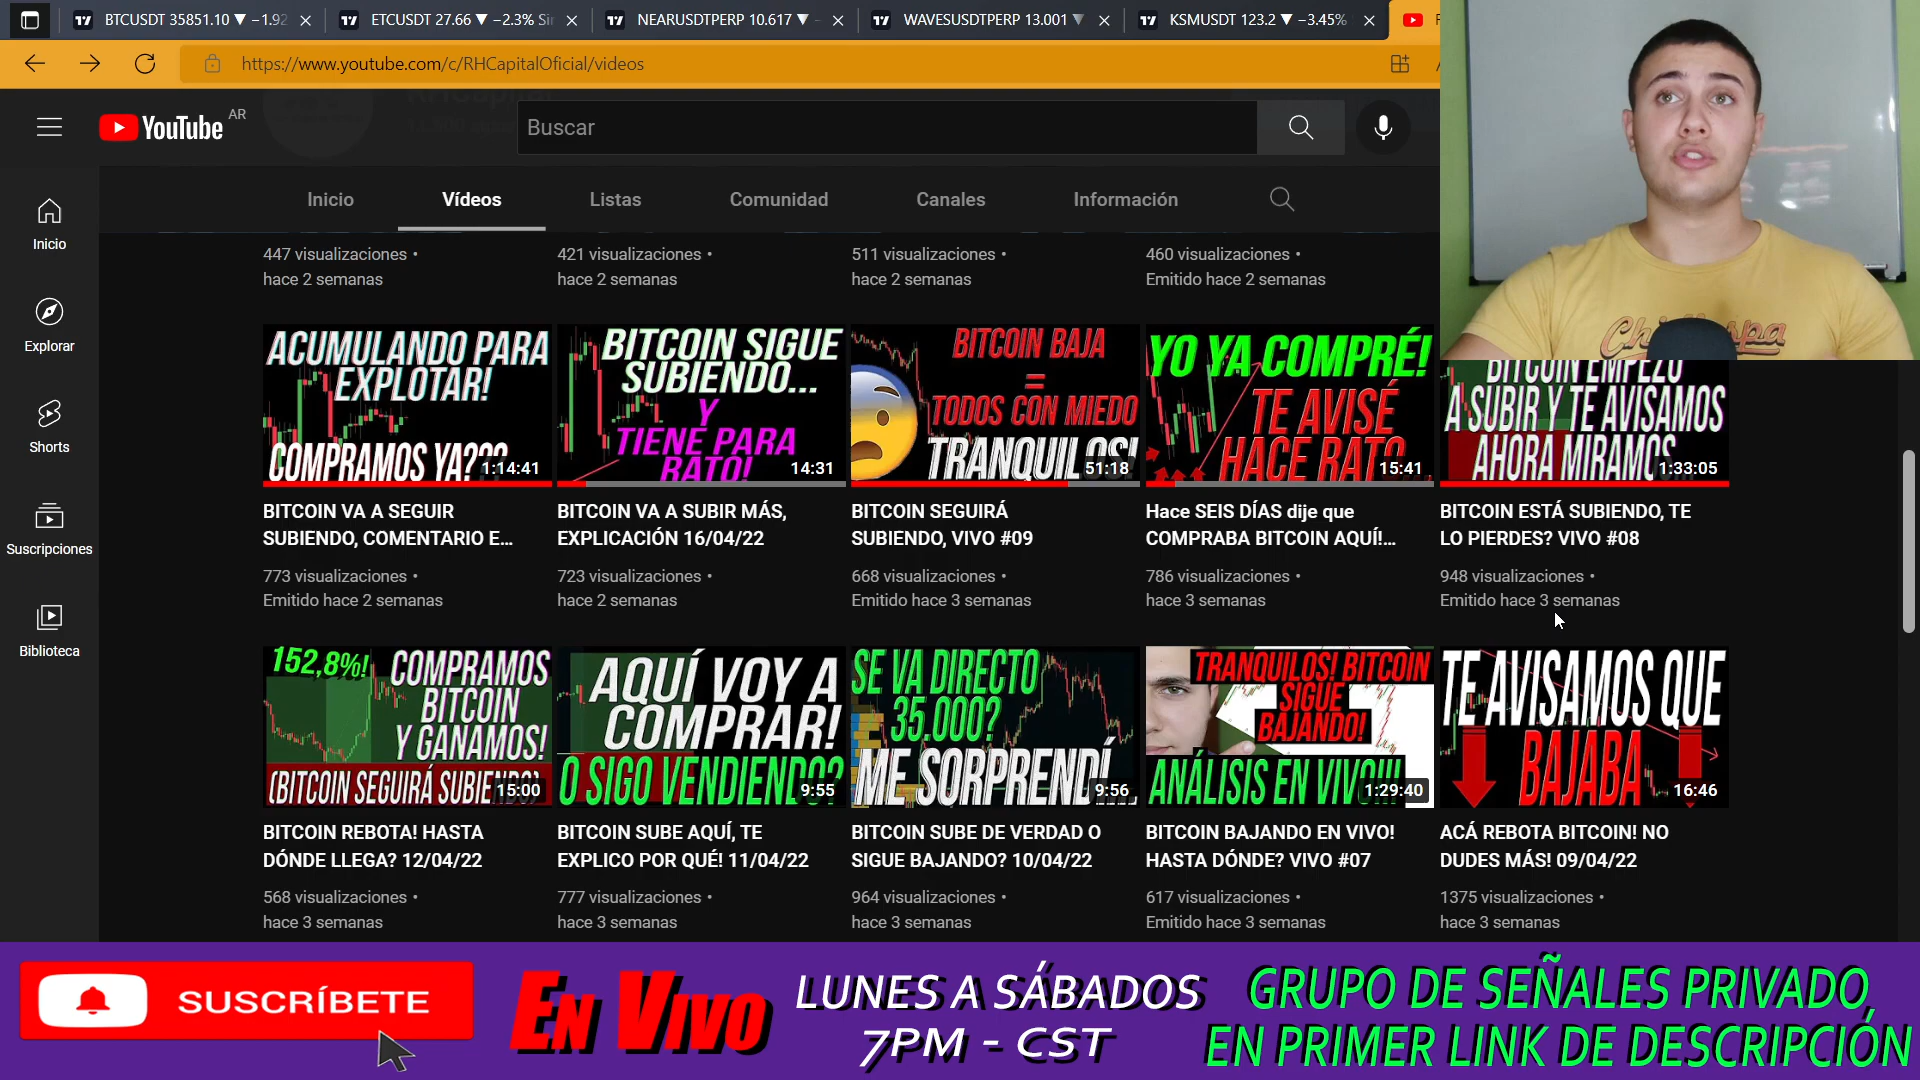 BTCUSDT 35851.10 ▼ −1.92
ETCUSDT 27.66 ▼ −2.3% Sin
NEARUSDTPERP 10.617 ▼ −
WAVESUSDTPERP 13.001 ▼
KSMUSDT 123.2 ▼ −3.45%
https://www.youtube.com/c/RHCapitalOficial/videos
YouTube AR
Buscar
Inicio
Vídeos
Listas
Comunidad
Canales
Información
Inicio
Explorar
Shorts
Suscripciones
Biblioteca
447 visualizaciones •
hace 2 semanas
421 visualizaciones •
hace 2 semanas
511 visualizaciones •
hace 2 semanas
460 visualizaciones •
Emitido hace 2 semanas
ACUMULANDO PARA
EXPLOTAR!
COMPRAMOS YA???
1:14:41
BITCOIN VA A SEGUIR
SUBIENDO, COMENTARIO E...
773 visualizaciones •
Emitido hace 2 semanas
BITCOIN SIGUE
SUBIENDO...
Y
TIENE PARA
RATO!
14:31
BITCOIN VA A SUBIR MÁS,
EXPLICACIÓN 16/04/22
723 visualizaciones •
hace 2 semanas
BITCOIN BAJA
=
TODOS CON MIEDO
TRANQUILOS!
51:18
BITCOIN SEGUIRÁ
SUBIENDO, VIVO #09
668 visualizaciones •
Emitido hace 3 semanas
YO YA COMPRÉ!
TE AVISÉ
HACE RATO...
15:41
Hace SEIS DÍAS dije que
COMPRABA BITCOIN AQUÍ!...
786 visualizaciones •
hace 3 semanas
BITCOIN EMPEZÓ
A SUBIR Y TE AVISAMOS
AHORA MIRAMOS...
1:33:05
BITCOIN ESTÁ SUBIENDO, TE
LO PIERDES? VIVO #08
948 visualizaciones •
Emitido hace 3 semanas
152,8%! COMPRAMOS
BITCOIN
Y GANAMOS!
(BITCOIN SEGUIRÁ SUBIENDO)
15:00
BITCOIN REBOTA! HASTA
DÓNDE LLEGA? 12/04/22
568 visualizaciones •
hace 3 semanas
AQUÍ VOY A
COMPRAR!
O SIGO VENDIENDO?
9:55
BITCOIN SUBE AQUÍ, TE
EXPLICO POR QUÉ! 11/04/22
777 visualizaciones •
hace 3 semanas
SE VA DIRECTO
35.000?
ME SORPRENDÍ...
9:56
BITCOIN SUBE DE VERDAD O
SIGUE BAJANDO? 10/04/22
964 visualizaciones •
hace 3 semanas
TRANQUILOS! BITCOIN
SIGUE
BAJANDO!
ANÁLISIS EN VIVO!!!
1:29:40
BITCOIN BAJANDO EN VIVO!
HASTA DÓNDE? VIVO #07
617 visualizaciones •
Emitido hace 3 semanas
TE AVISAMOS QUE
BAJABA
16:46
ACÁ REBOTA BITCOIN! NO
DUDES MÁS! 09/04/22
1375 visualizaciones •
hace 3 semanas
SUSCRÍBETE
EN VIVO
LUNES A SÁBADOS
7PM - CST
GRUPO DE SEÑALES PRIVADO,
EN PRIMER LINK DE DESCRIPCIÓN